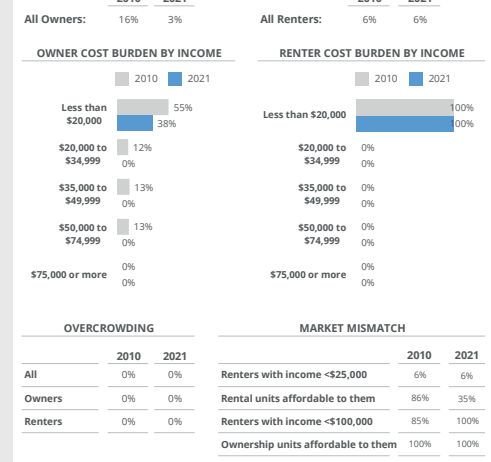 2010 2021 2010 2021
All Owners: 16% 3% All Renters: 6% 6%
OWNER COST BURDEN BY INCOME
2010 2021
Less than
$20,000
55%
38%
$20,000 to
$34,999
12%
0%
$35,000 to
$49,999
13%
0%
$50,000 to
$74,999
13%
0%
$75,000 or more
0%
0%
RENTER COST BURDEN BY INCOME
2010 2021
Less than $20,000
100%
100%
$20,000 to
$34,999
0%
0%
$35,000 to
$49,999
0%
0%
$50,000 to
$74,999
0%
0%
$75,000 or more
0%
0%
OVERCROWDING
2010 2021
All 0% 0%
Owners 0% 0%
Renters 0% 0%
MARKET MISMATCH
2010 2021
Renters with income <$25,000 6% 6%
Rental units affordable to them 86% 35%
Renters with income <$100,000 85% 100%
Ownership units affordable to them 100% 100%